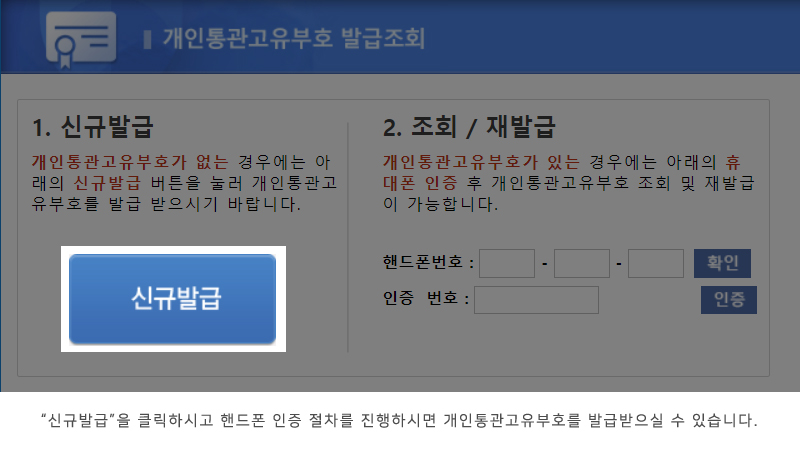 개인통관고유부호 발급조회
1. 신규발급
개인통관고유부호가 없는 경우에는 아
래의 신규발급 버튼을 눌러 개인통관고
유부호를 발급 받으시기 바랍니다.
신규발급
2. 조회 / 재발급
개인통관고유부호가 있는 경우에는 아래의 휴
대폰 인증 후 개인통관고유부호 조회 및 재발급
이 가능합니다.
핸드폰번호 : - - 확인
인증 번호 : 인증
“신규발급”을 클릭하시고 핸드폰 인증 절차를 진행하시면 개인통관고유부호를 발급받으실 수 있습니다.